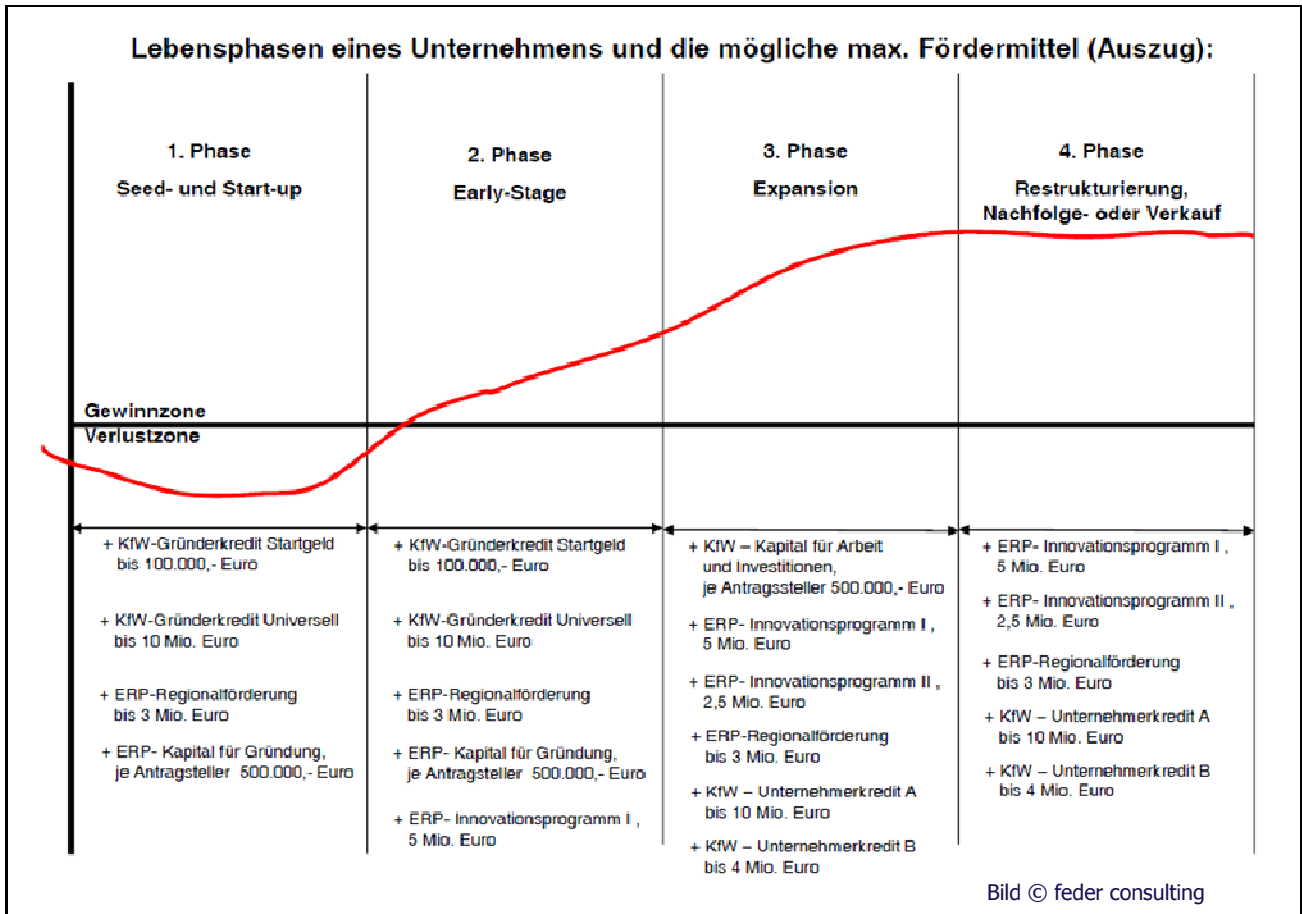 Lebensphasen eines Unternehmens und die mögliche max. Fördermittel (Auszug):
1. Phase
Seed- und Start-up
2. Phase
Early-Stage
3. Phase
Expansion
4. Phase
Restrukturierung,
Nachfolge- oder Verkauf
Gewinnzone
Verlustzone
+ KfW-Gründerkredit Startgeld
bis 100.000,- Euro
+ KfW-Gründerkredit Universell
bis 10 Mio. Euro
+ ERP-Regionalförderung
bis 3 Mio. Euro
+ ERP- Kapital für Gründung,
je Antragsteller 500.000,- Euro
+ KfW-Gründerkredit Startgeld
bis 100.000,- Euro
+ KfW-Gründerkredit Universell
bis 10 Mio. Euro
+ ERP-Regionalförderung
bis 3 Mio. Euro
+ ERP- Kapital für Gründung,
je Antragsteller 500.000,- Euro
+ ERP- Innovationsprogramm I ,
5 Mio. Euro
+ KfW – Kapital für Arbeit
und Investitionen,
je Antragssteller 500.000,- Euro
+ ERP- Innovationsprogramm I ,
5 Mio. Euro
+ ERP- Innovationsprogramm II ,
2,5 Mio. Euro
+ ERP-Regionalförderung
bis 3 Mio. Euro
+ KfW – Unternehmerkredit A
bis 10 Mio. Euro
+ KfW – Unternehmerkredit B
bis 4 Mio. Euro
+ ERP- Innovationsprogramm I ,
5 Mio. Euro
+ ERP- Innovationsprogramm II ,
2,5 Mio. Euro
+ ERP-Regionalförderung
bis 3 Mio. Euro
+ KfW – Unternehmerkredit A
bis 10 Mio. Euro
+ KfW – Unternehmerkredit B
bis 4 Mio. Euro
Bild © feder consulting